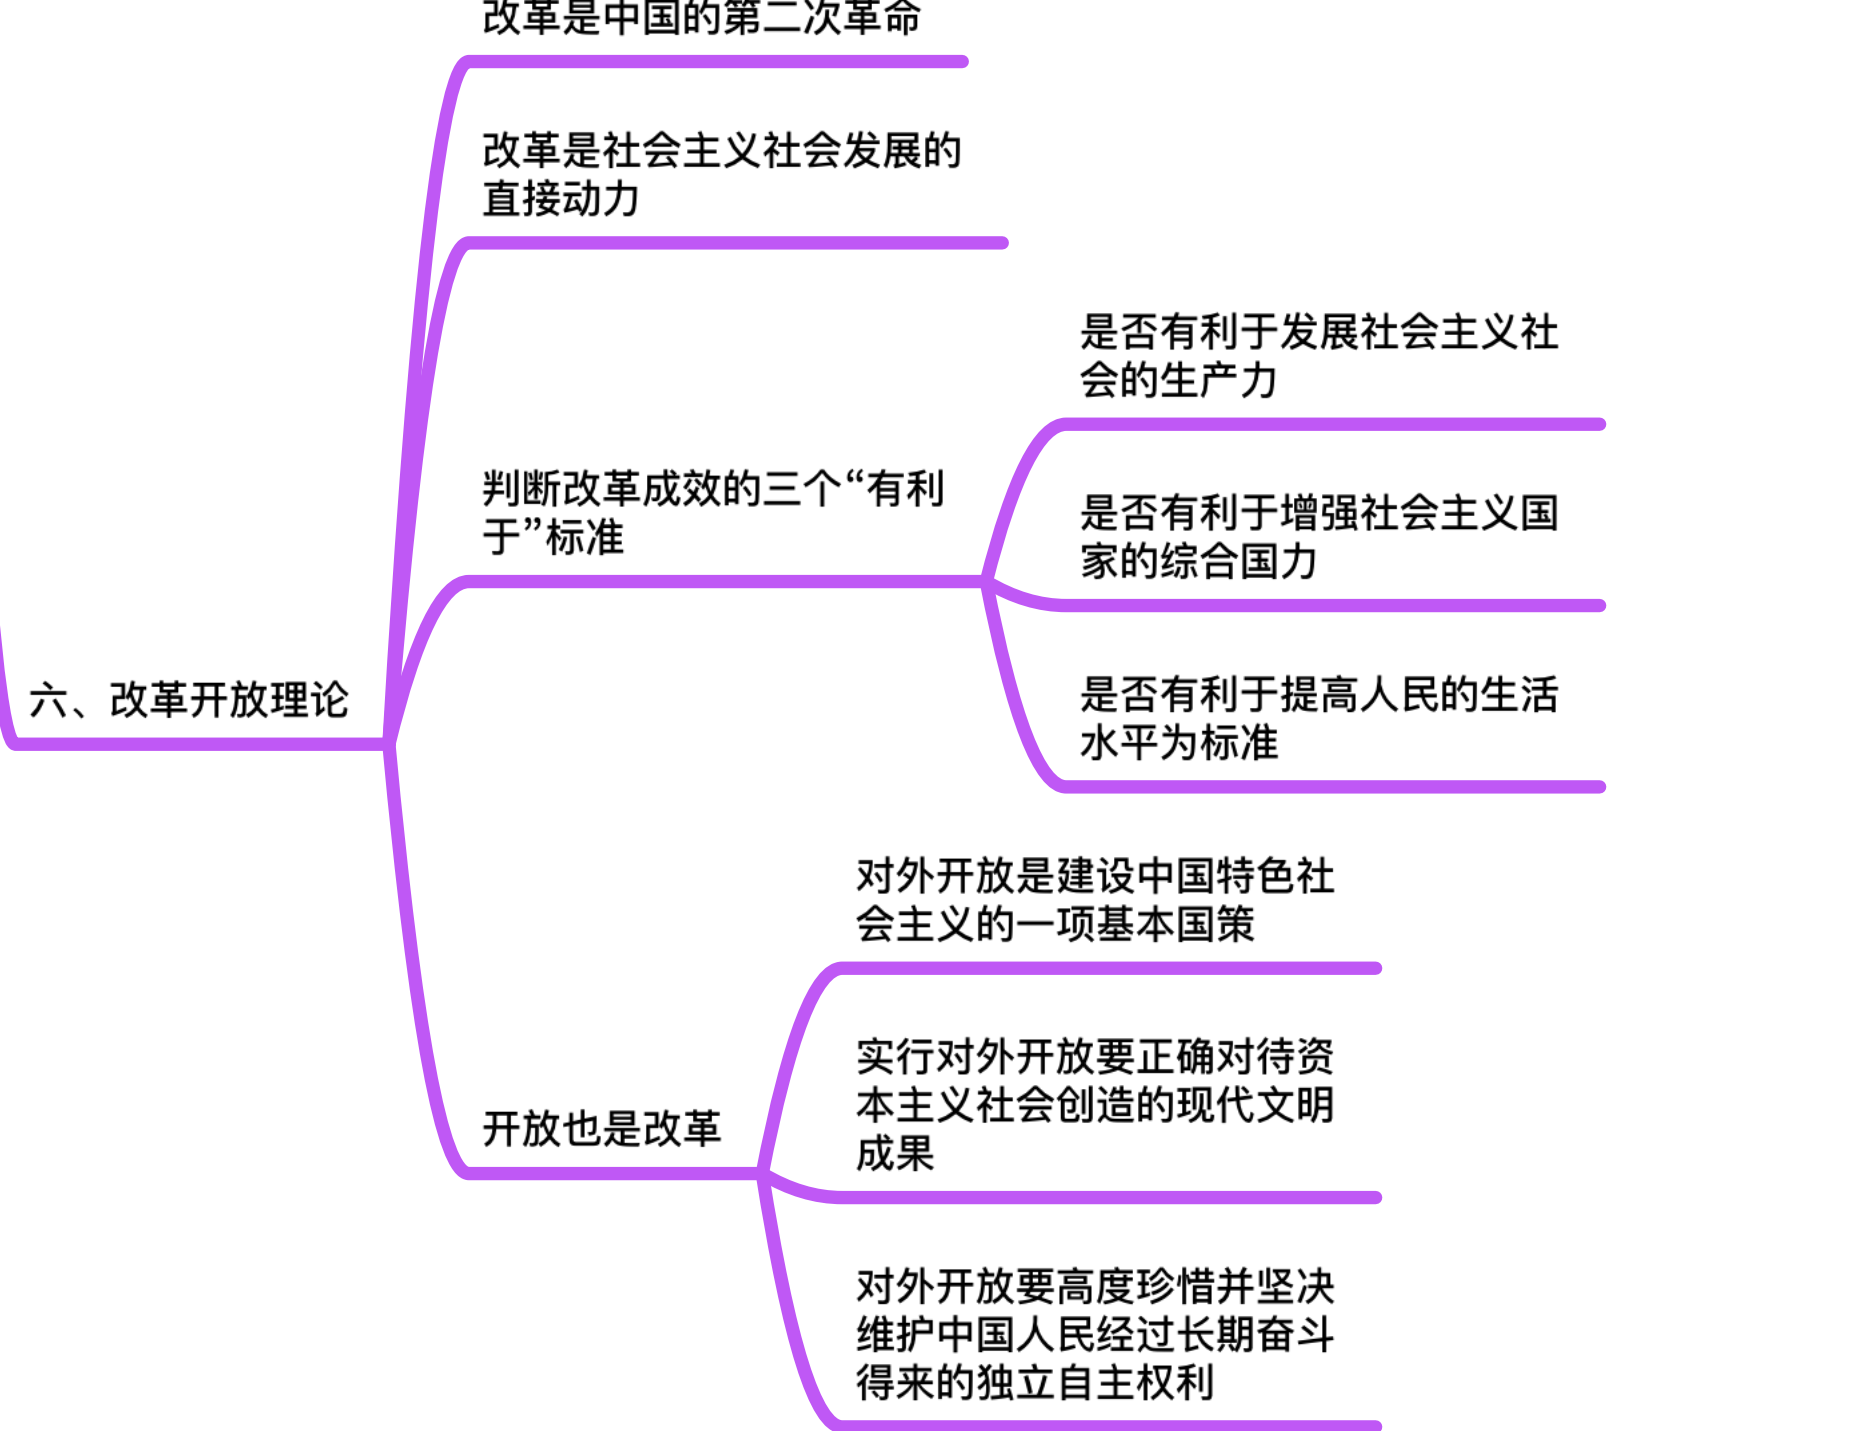 改革是中国的第二次革命
改革是社会主义社会发展的
直接动力
是否有利于发展社会主义社
会的生产力
判断改革成效的三个“有利
于”标准
是否有利于增强社会主义国
家的综合国力
是否有利于提高人民的生活
水平为标准
六、改革开放理论
对外开放是建设中国特色社
会主义的一项基本国策
开放也是改革
实行对外开放要正确对待资
本主义社会创造的现代文明
成果
对外开放要高度珍惜并坚决
维护中国人民经过长期奋斗
得来的独立自主权利